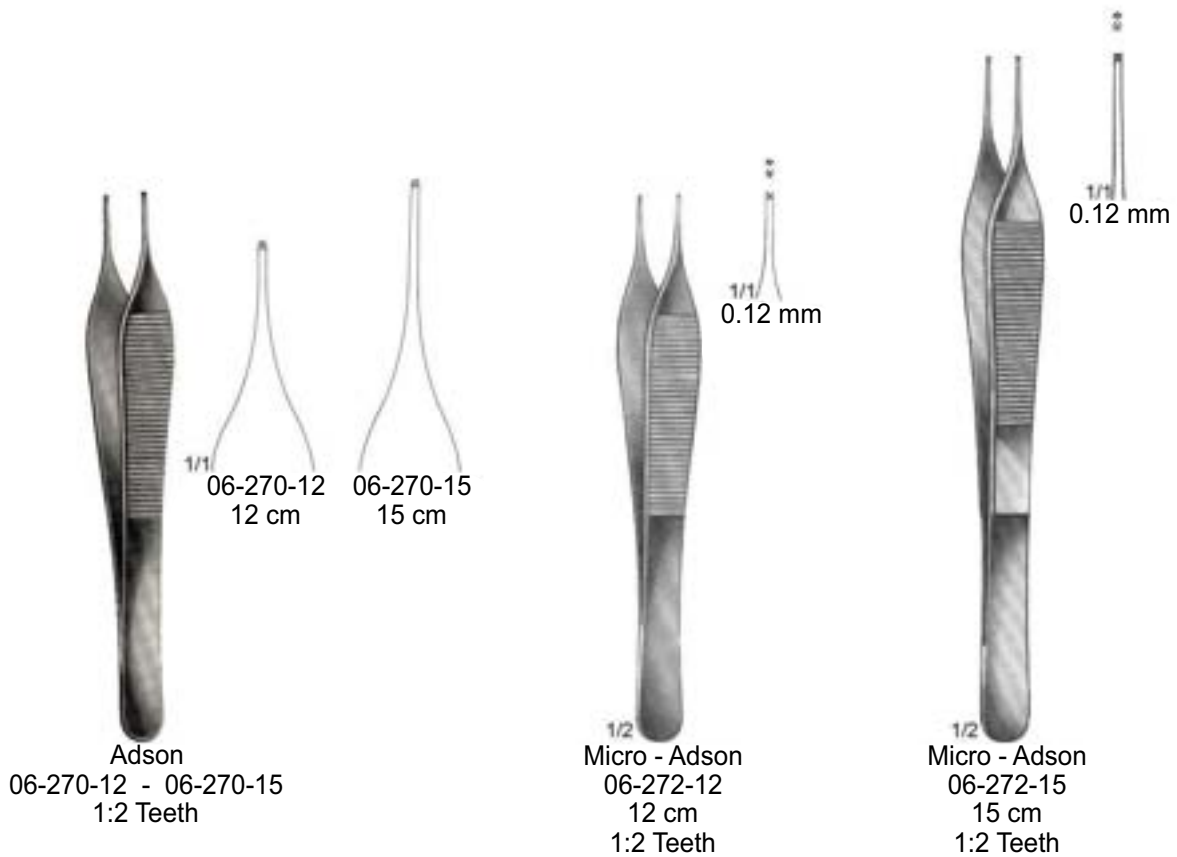 1/1
06-270-12
12 cm
06-270-15
15 cm
Adson
06-270-12 - 06-270-15
1:2 Teeth
1/1
0.12 mm
1/2
Micro - Adson
06-272-12
12 cm
1:2 Teeth
1/1
0.12 mm
1/2
Micro - Adson
06-272-15
15 cm
1:2 Teeth